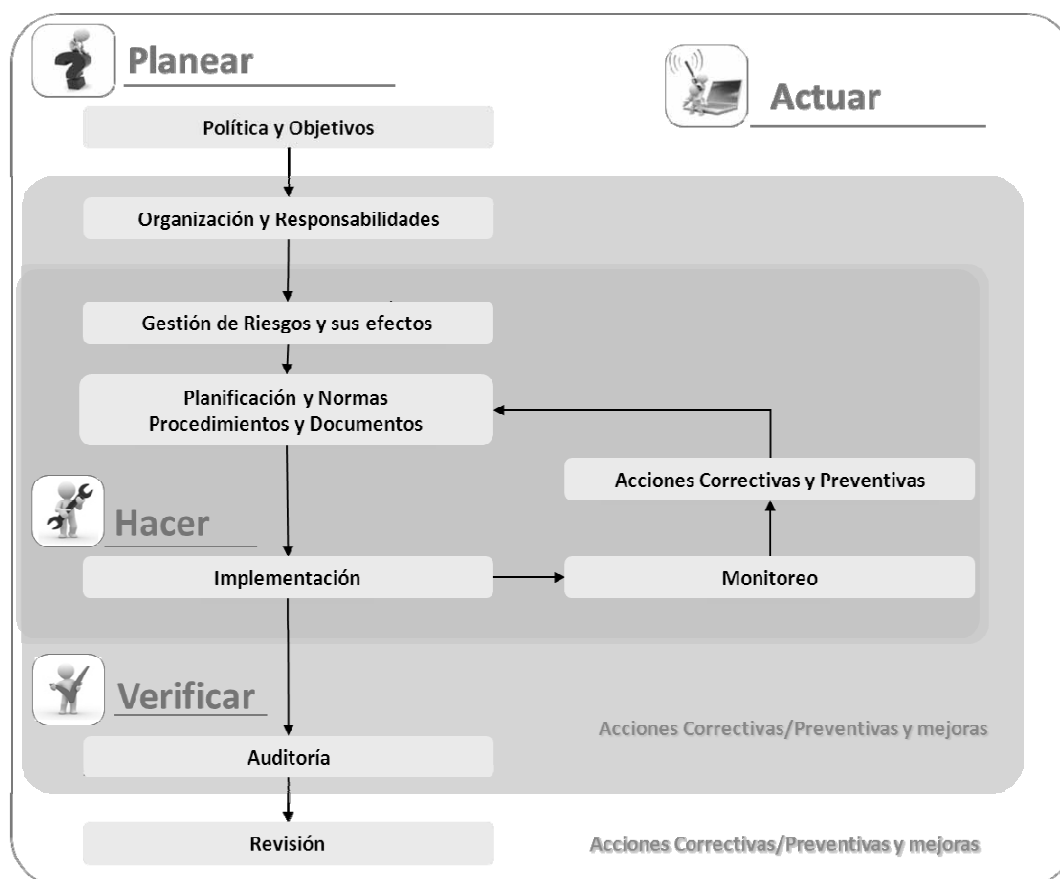 Planear
Actuar
Política y Objetivos
Organización y Responsabilidades
Gestión de Riesgos y sus efectos
Planificación y Normas
Procedimientos y Documentos
Acciones Correctivas y Preventivas
Hacer
Implementación
Monitoreo
Verificar
Acciones Correctivas/Preventivas y mejoras
Auditoría
Revisión
Acciones Correctivas/Preventivas y mejoras